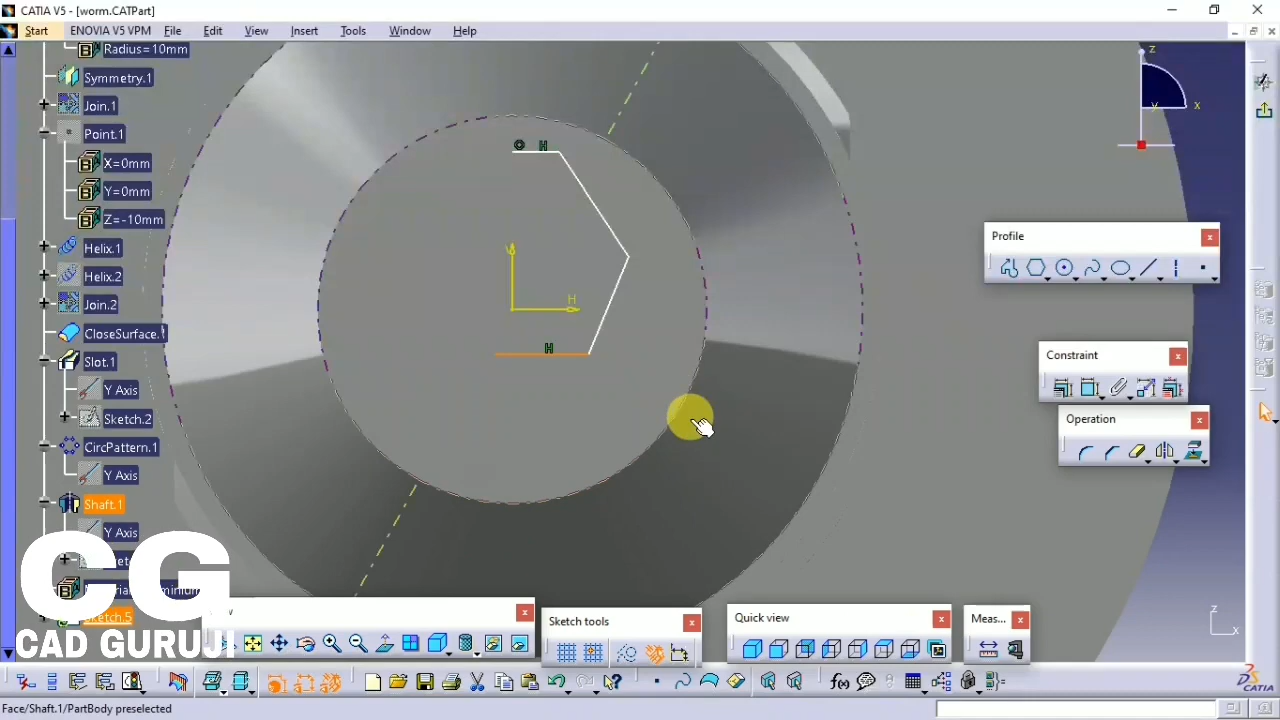 CATIA V5 - [worm.CATPart]
Start ENOVIA V5 VPM File Edit View Insert Tools Window Help
Radius=10mm
Symmetry.1
Join.1
Point.1
X=0mm
Y=0mm
Z=-10mm
Helix.1
Helix.2
Join.2
CloseSurface.1
Slot.1
Y Axis
Sketch.2
CircPattern.1
Y Axis
Shaft.1
Y Axis
Sketch.5
CG
CAD GURUJI
z
x
y
H
V
H
H
Profile
Constraint
Operation
Sketch tools
Quick view
Meas...
z
x
f(x)
CATIA
Face/Shaft.1/PartBody preselected